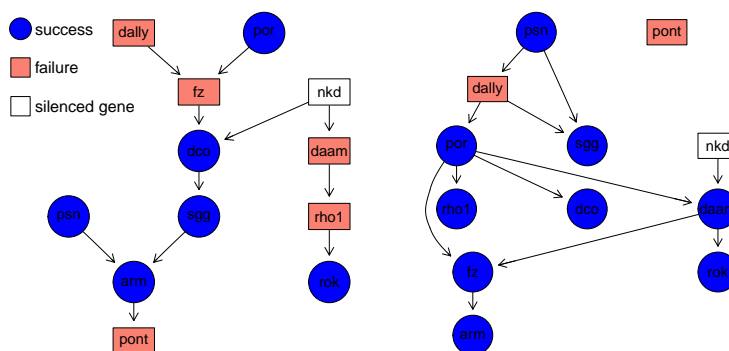 success
failure
silenced gene
dally
por
fz
nkd
dco
daam
psn
sgg
rho1
arm
rok
pont
psn
pont
dally
por
sgg
nkd
rho1
dco
daam
fz
rok
arm